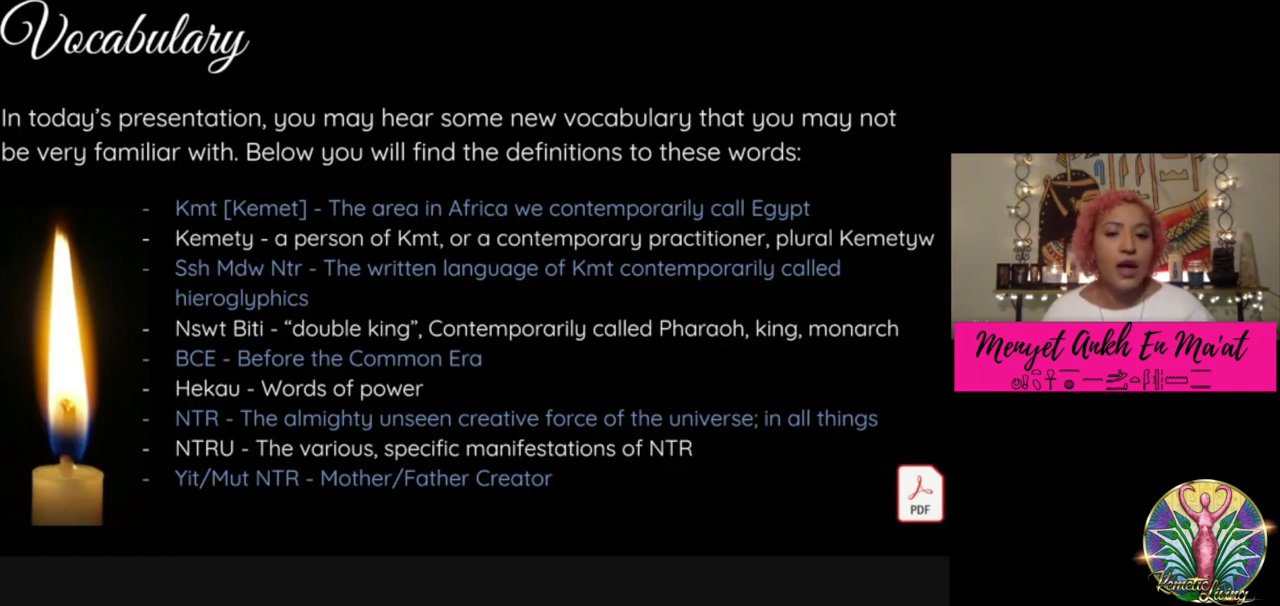 Vocabulary
In today's presentation, you may hear some new vocabulary that you may not
be very familiar with. Below you will find the definitions to these words:
- Kmt [Kemet] - The area in Africa we contemporarily call Egypt
- Kemety - a person of Kmt, or a contemporary practitioner, plural Kemetyw
- Ssh Mdw Ntr - The written language of Kmt contemporarily called
hieroglyphics
- Nswt Biti - “double king”, Contemporarily called Pharaoh, king, monarch
- BCE - Before the Common Era
- Hekau - Words of power
- NTR - The almighty unseen creative force of the universe; in all things
- NTRU - The various, specific manifestations of NTR
- Yit/Mut NTR - Mother/Father Creator
PDF
Menyet Ankh En Ma'at
Kemetic Living